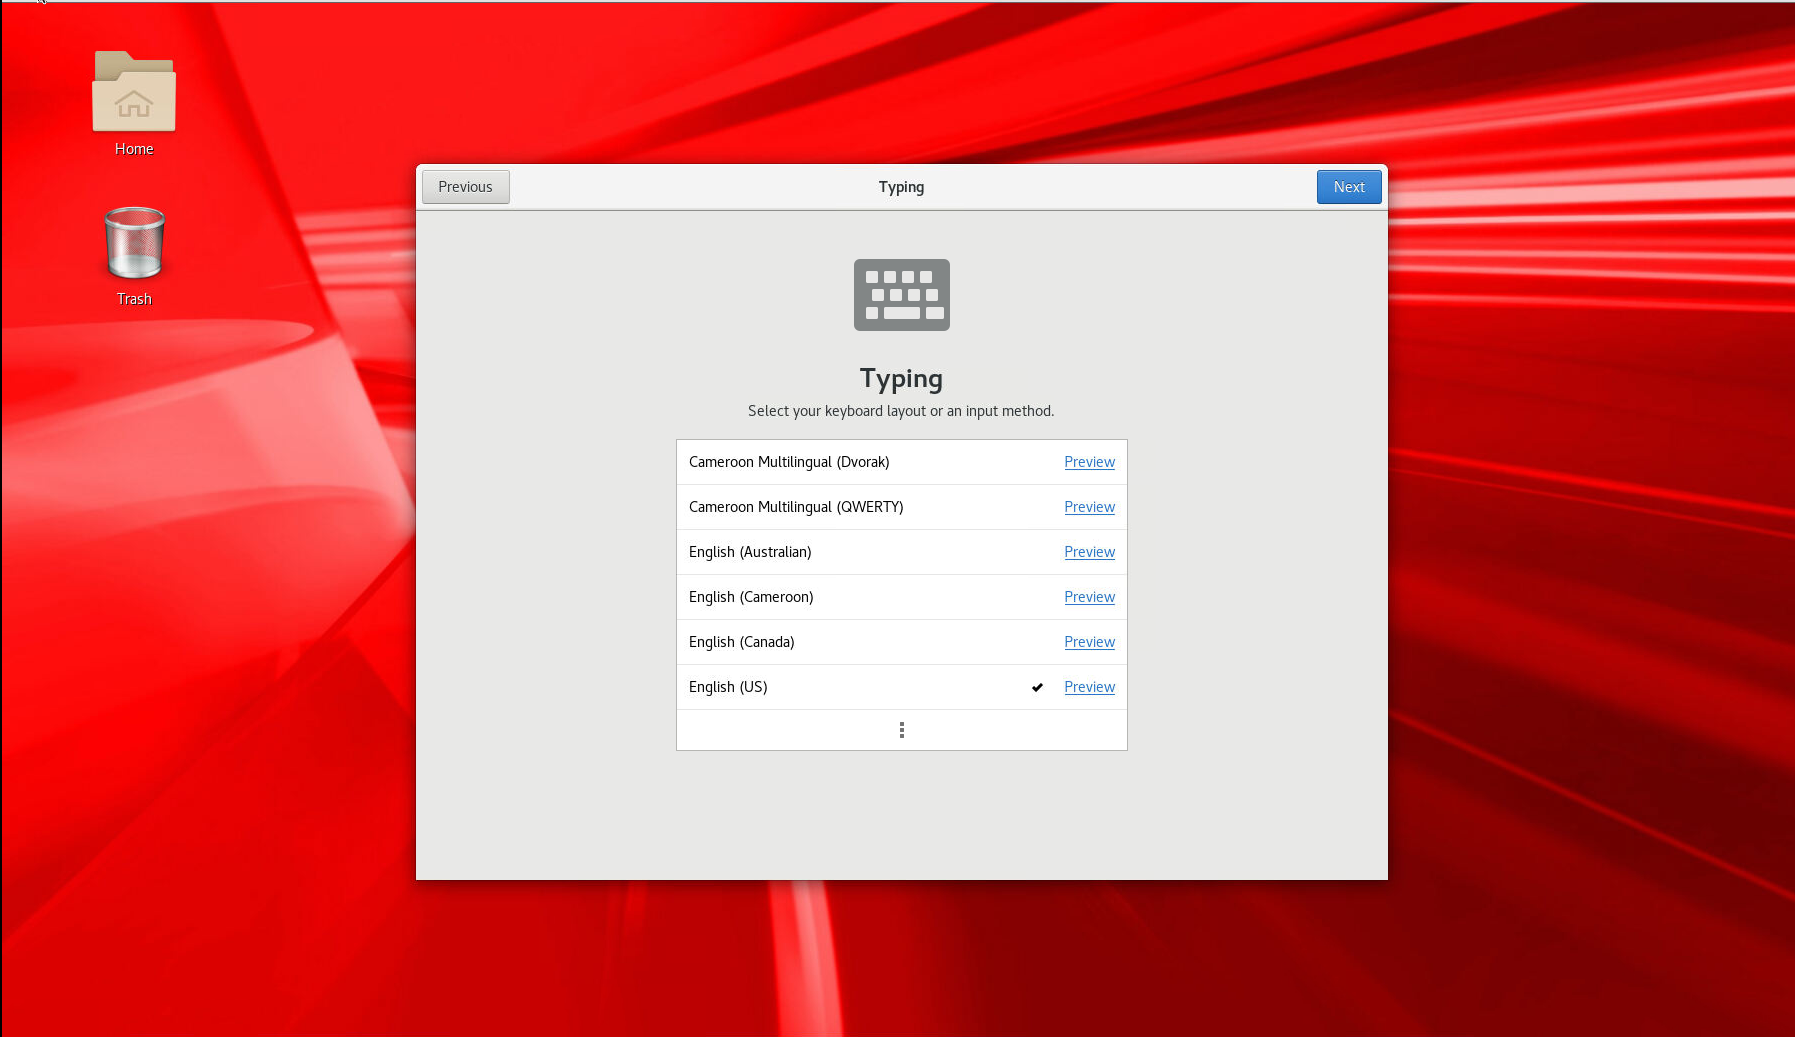 Home
Trash
Previous
Typing
Next
Typing
Select your keyboard layout or an input method.
Cameroon Multilingual (Dvorak) Preview
Cameroon Multilingual (QWERTY) Preview
English (Australian) Preview
English (Cameroon) Preview
English (Canada) Preview
English (US) Preview